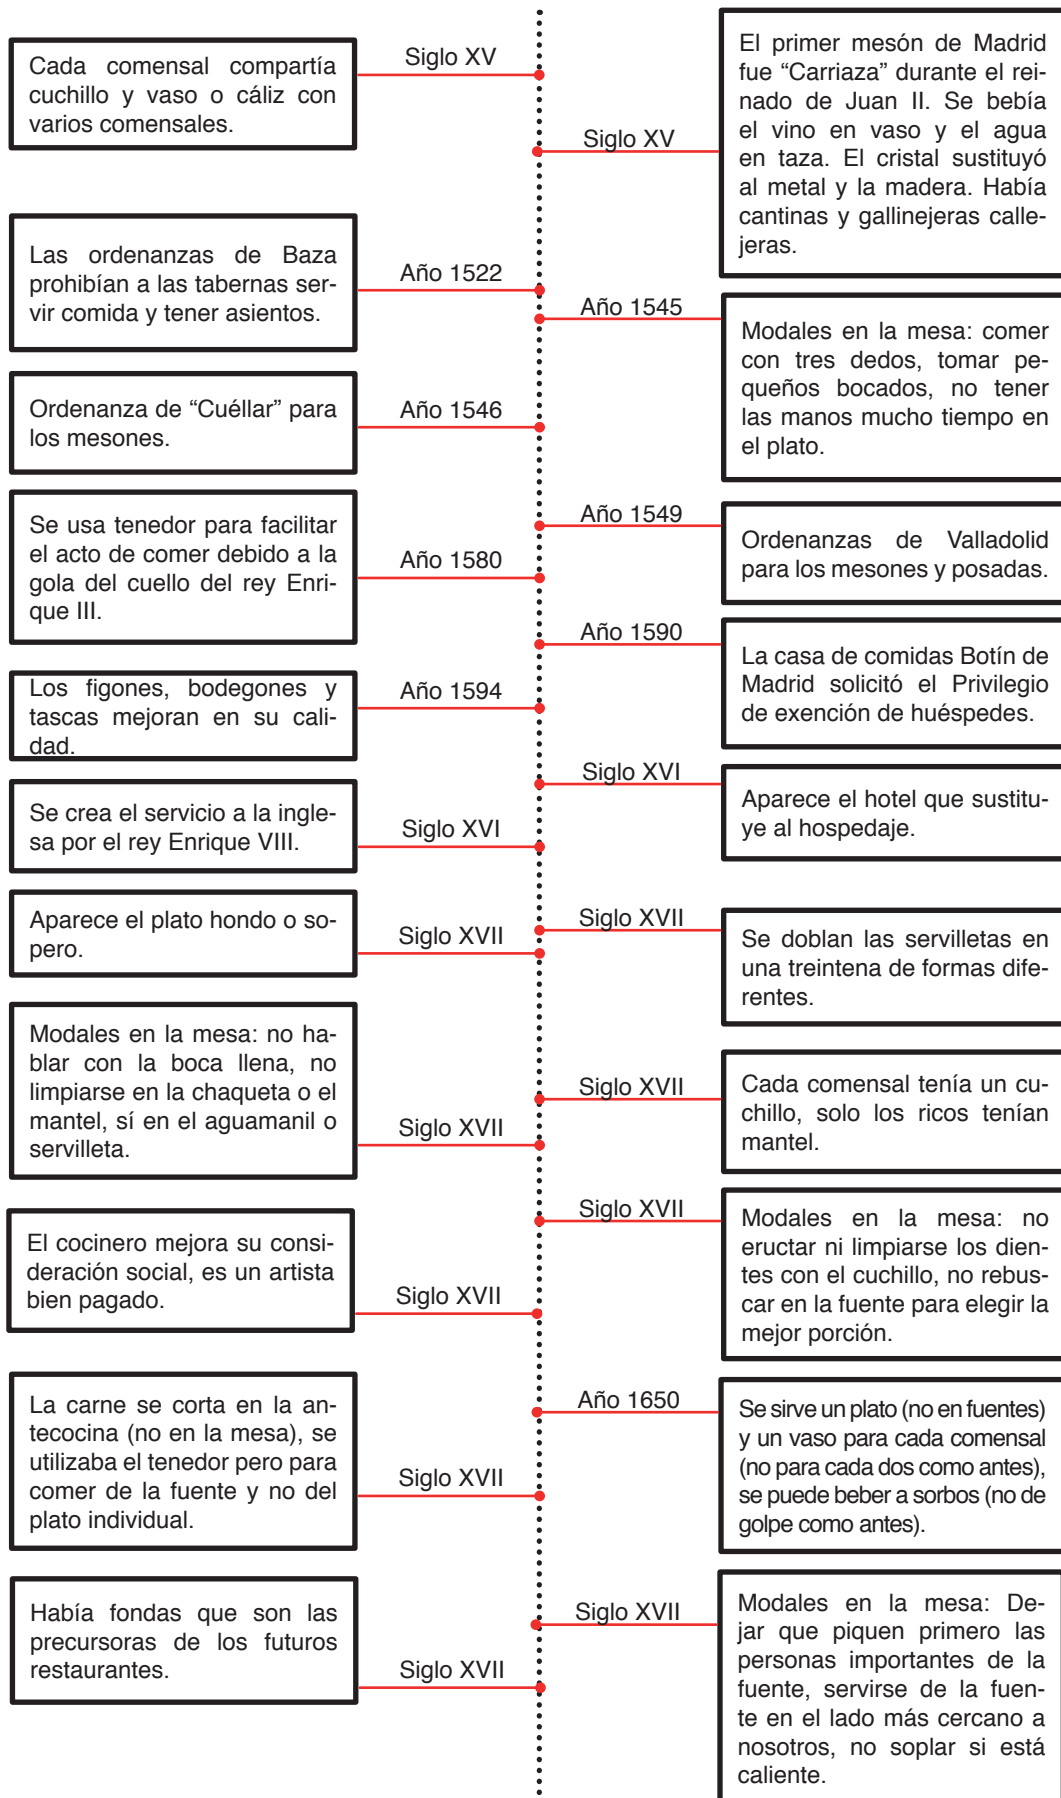 Siglo XV
Cada comensal compartía
cuchillo y vaso o cáliz con
varios comensales.
Siglo XV
El primer mesón de Madrid
fue “Carriaza” durante el rei-
nado de Juan II. Se bebía
el vino en vaso y el agua
en taza. El cristal sustituyó
al metal y la madera. Había
cantinas y gallinejeras calle-
jeras.
Año 1522
Las ordenanzas de Baza
prohibían a las tabernas ser-
vir comida y tener asientos.
Año 1545
Modales en la mesa: comer
con tres dedos, tomar pe-
queños bocados, no tener
las manos mucho tiempo en
el plato.
Año 1546
Ordenanza de “Cuéllar” para
los mesones.
Año 1549
Ordenanzas de Valladolid
para los mesones y posadas.
Año 1580
Se usa tenedor para facilitar
el acto de comer debido a la
gola del cuello del rey Enri-
que III.
Año 1590
La casa de comidas Botín de
Madrid solicitó el Privilegio
de exención de huéspedes.
Año 1594
Los figones, bodegones y
tascas mejoran en su cali-
dad.
Siglo XVI
Aparece el hotel que sustitu-
ye al hospedaje.
Siglo XVI
Se crea el servicio a la ingle-
sa por el rey Enrique VIII.
Siglo XVII
Se doblan las servilletas en
una treintena de formas dife-
rentes.
Siglo XVII
Aparece el plato hondo o so-
pero.
Siglo XVII
Cada comensal tenía un cu-
chillo, solo los ricos tenían
mantel.
Siglo XVII
Modales en la mesa: no ha-
blar con la boca llena, no
limpiarse en la chaqueta o el
mantel, sí en el aguamanil o
servilleta.
Siglo XVII
Modales en la mesa: no
eructar ni limpiarse los dien-
tes con el cuchillo, no rebus-
car en la fuente para elegir la
mejor porción.
Siglo XVII
El cocinero mejora su consi-
deración social, es un artista
bien pagado.
Año 1650
Se sirve un plato (no en fuentes)
y un vaso para cada comensal
(no para cada dos como antes),
se puede beber a sorbos (no de
golpe como antes).
Siglo XVII
La carne se corta en la an-
tecocina (no en la mesa), se
utilizaba el tenedor pero para
comer de la fuente y no del
plato individual.
Siglo XVII
Modales en la mesa: De-
jar que piquen primero las
personas importantes de la
fuente, servirse de la fuen-
te en el lado más cercano a
nosotros, no soplar si está
caliente.
Siglo XVII
Había fondas que son las
precursoras de los futuros
restaurantes.